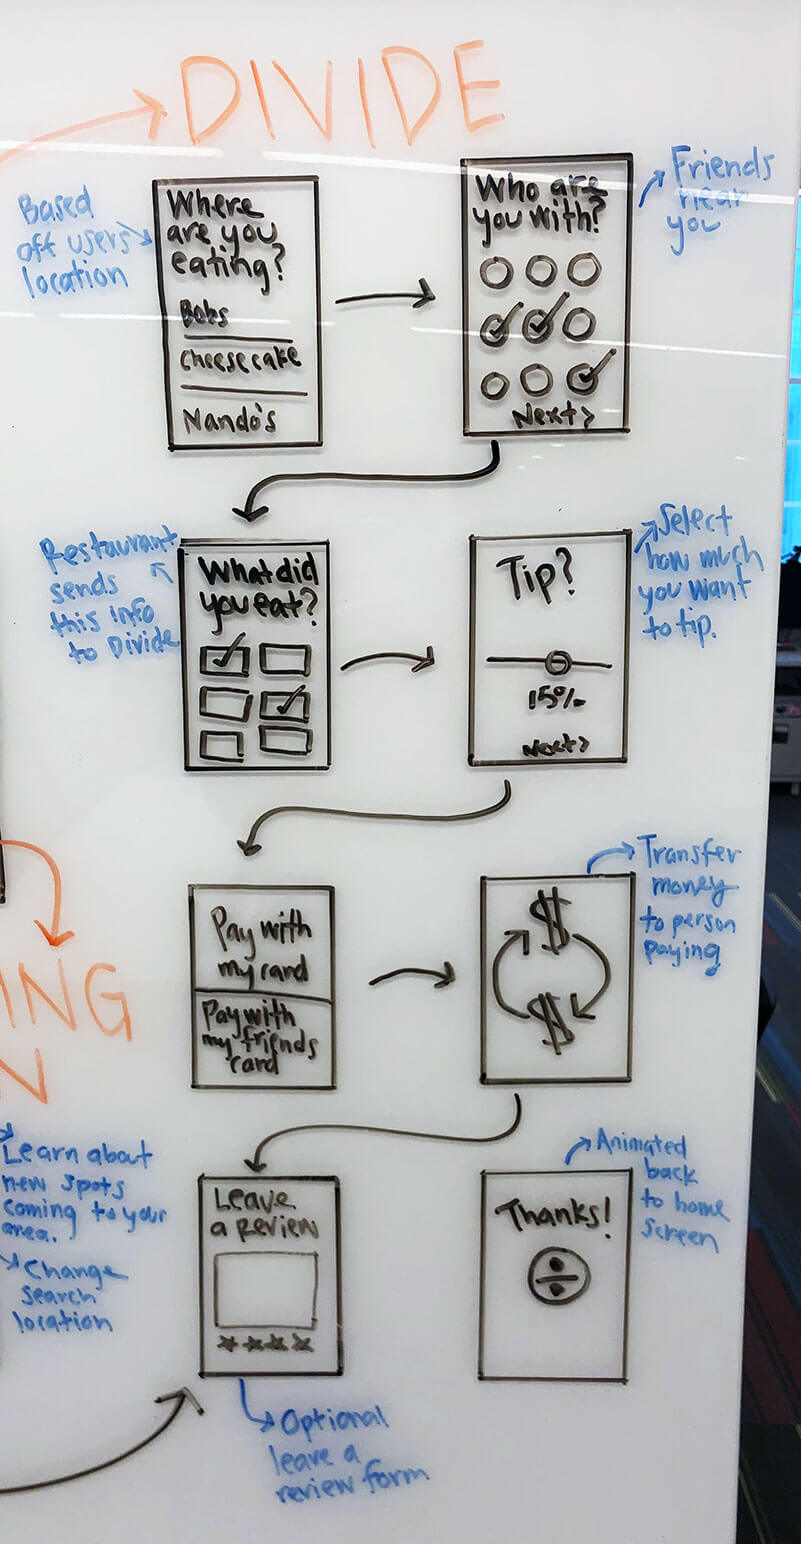 DIVIDE
Based
off users
location
Where
are you
eating?
Bobs
Cheesecake
Nando's
Who are
you with?
Next>
Friends
near
you
Restaurant
sends
this info
to Divide
What did
you eat?
Tip?
15%
Next>
Select
how much
you want
to tip.
Pay with
my card
Pay with
my friends
card
$
$
Transfer
money
to person
paying
ING
N
Learn about
new spots
coming to your
area.
Change
search
location
Leave
a Review
Thanks!
Animated
back
to home
screen
Optional
leave a
review form